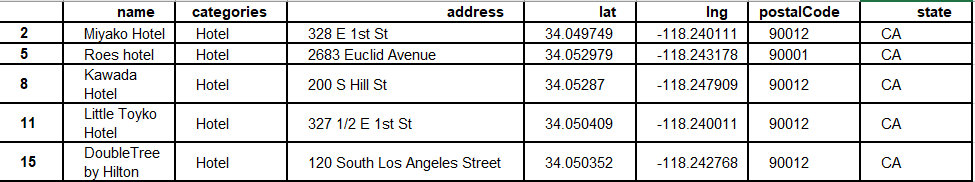 name categories address lat lng postalCode state
2 Miyako Hotel Hotel 328 E 1st St 34.049749 -118.240111 90012 CA
5 Roes hotel Hotel 2683 Euclid Avenue 34.052979 -118.243178 90001 CA
8 Kawada Hotel Hotel 200 S Hill St 34.05287 -118.247909 90012 CA
11 Little Toyko Hotel Hotel 327 1/2 E 1st St 34.050409 -118.240011 90012 CA
15 DoubleTree by Hilton Hotel 120 South Los Angeles Street 34.050352 -118.242768 90012 CA